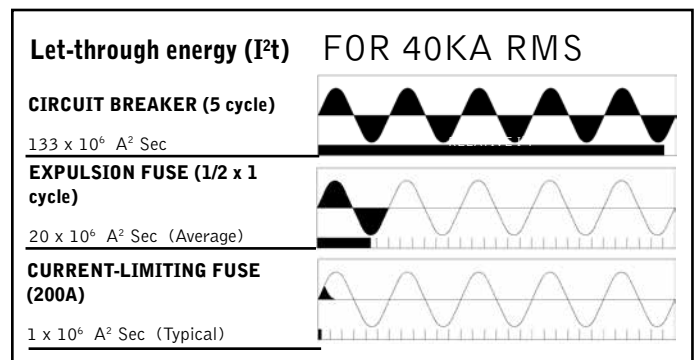 Let-through energy (I²t) FOR 40KA RMS
CIRCUIT BREAKER (5 cycle)
133 x 10⁶ A² Sec
EXPULSION FUSE (1/2 x 1
cycle)
20 x 10⁶ A² Sec (Average)
CURRENT-LIMITING FUSE
(200A)
1 x 10⁶ A² Sec (Typical)